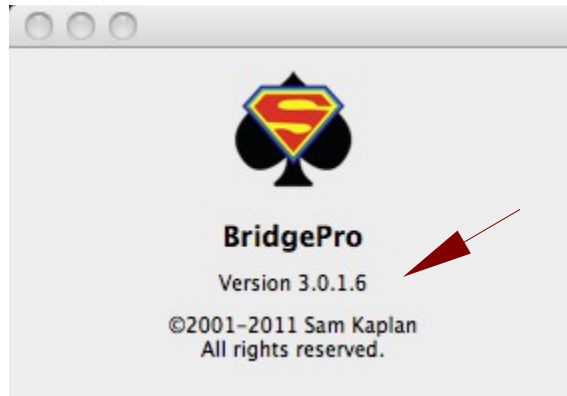 S
BridgePro
Version 3.0.1.6
©2001–2011 Sam Kaplan
All rights reserved.